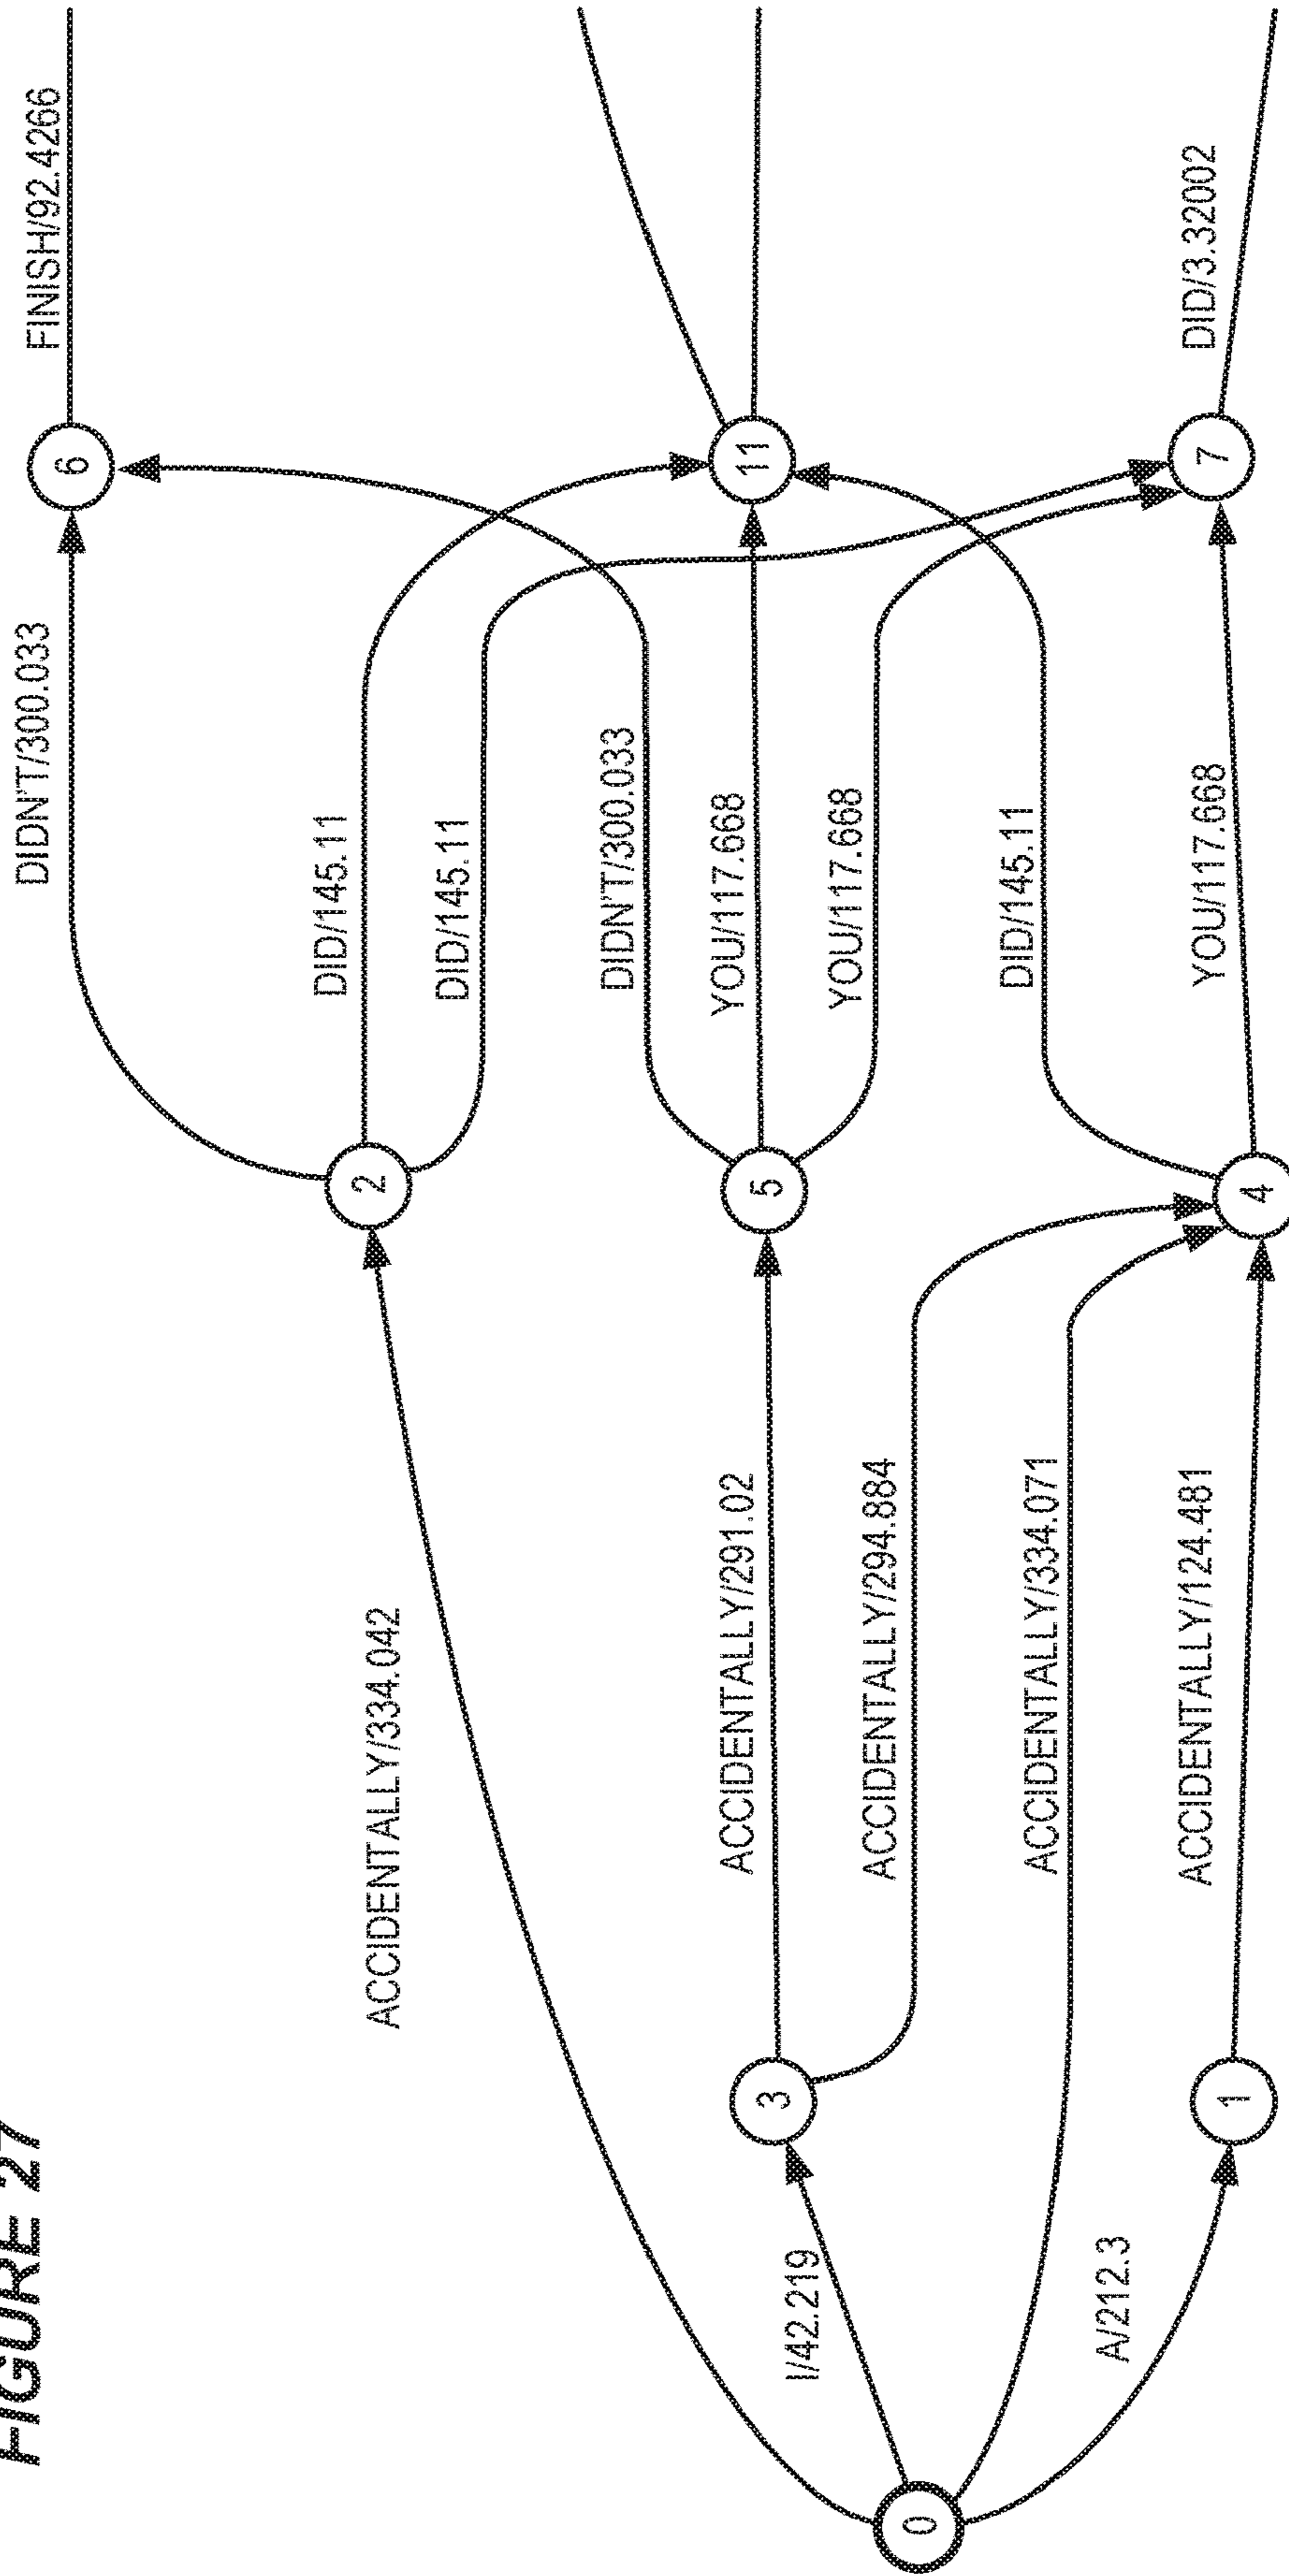 FIGURE 27
0
I/42.219
A/212.3
3
1
ACCIDENTALLY/334.042
ACCIDENTALLY/291.02
ACCIDENTALLY/294.884
ACCIDENTALLY/334.071
ACCIDENTALLY/124.481
2
5
4
DIDN'T/300.033
DID/145.11
DID/145.11
DIDN'T/300.033
YOU/117.668
YOU/117.668
DID/145.11
YOU/117.668
6
11
7
FINISH/92.4266
DID/3.32002